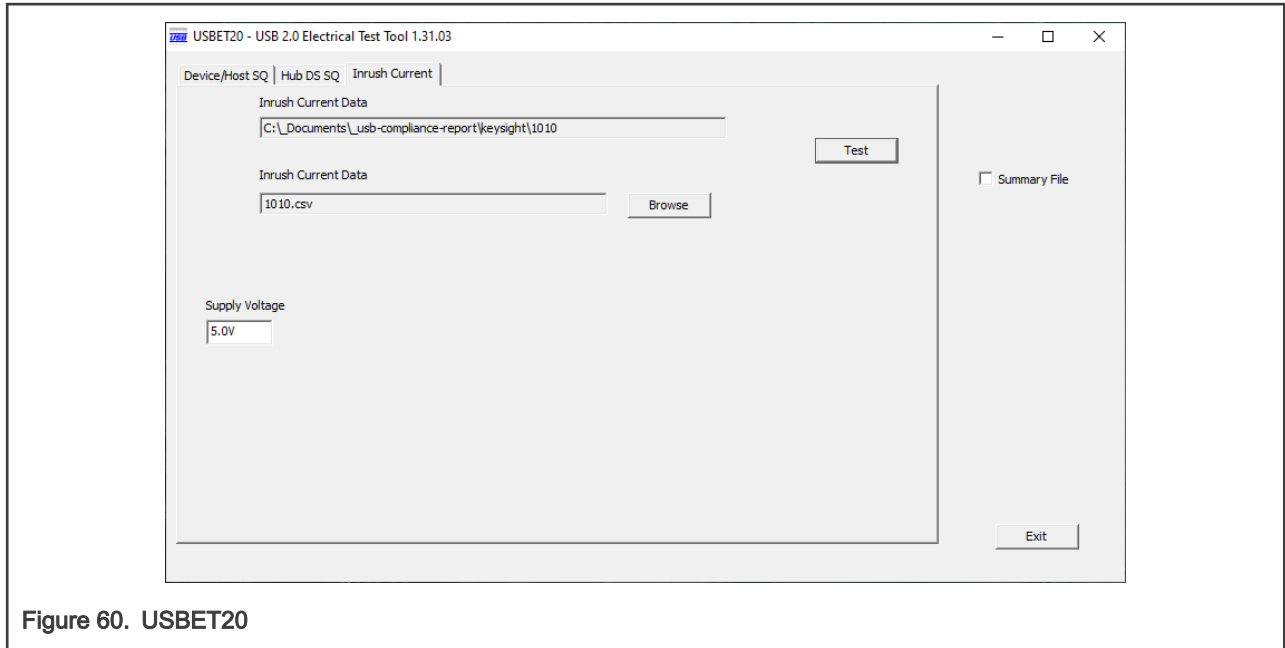 USB USBET20 - USB 2.0 Electrical Test Tool 1.31.03
Device/Host SQ Hub DS SQ Inrush Current
Inrush Current Data
C:\_Documents\_usb-compliance-report\keysight\1010
Test
Inrush Current Data
Summary File
1010.csv Browse
Supply Voltage
5.0V
Exit
Figure 60. USBET20